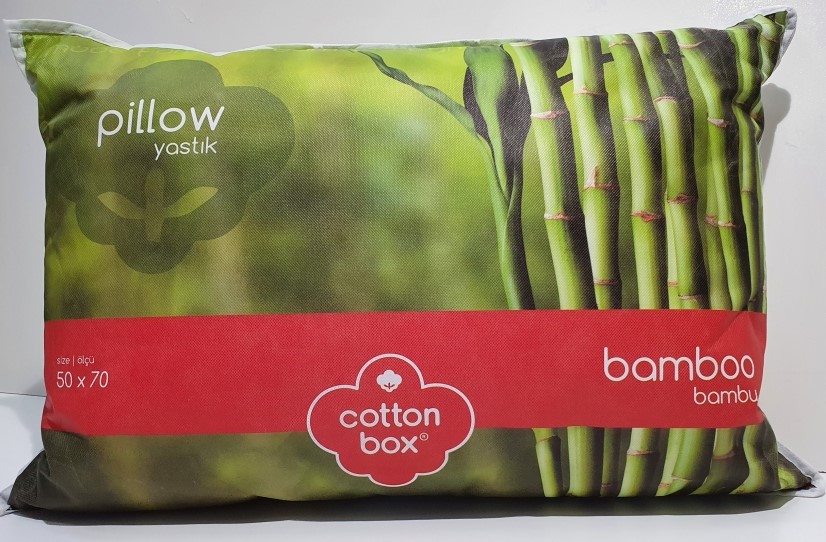 pillow
yastık
size | ölçü
50 x 70
cotton
box®
bamboo
bambu